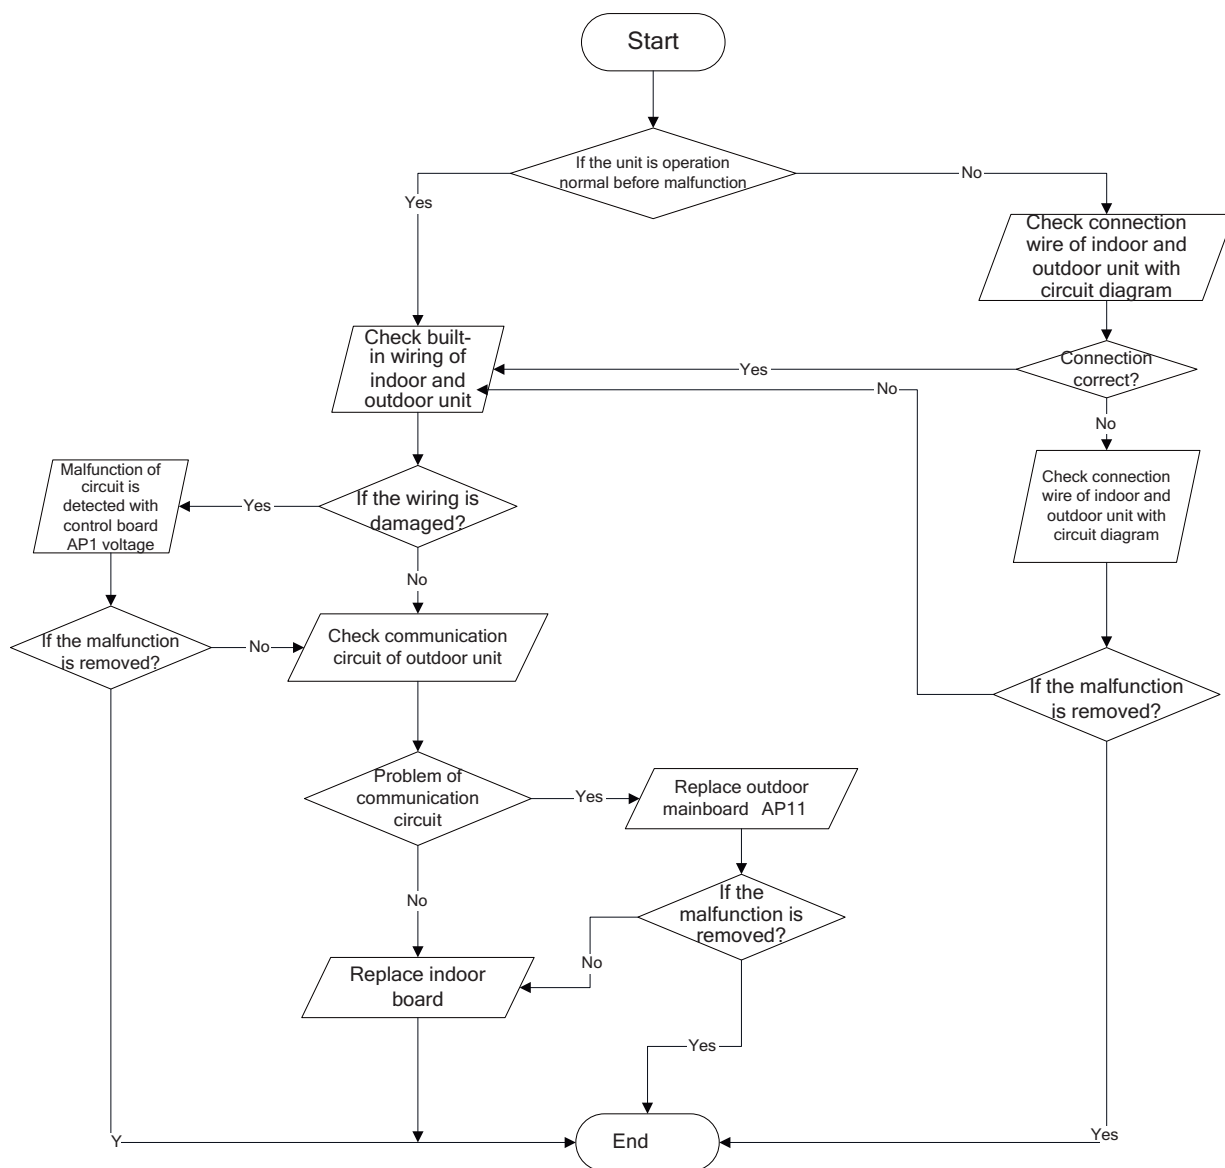 Start
If the unit is operation
normal before malfunction
No
Yes
Check connection
wire of indoor and
outdoor unit with
circuit diagram
Check built-
in wiring of
indoor and
outdoor unit
Yes
Connection
correct?
No
No
Malfunction of
circuit is
detected with
control board
AP1 voltage
Yes
If the wiring is
damaged?
Check connection
wire of indoor and
outdoor unit with
circuit diagram
No
If the malfunction
is removed?
No
Check communication
circuit of outdoor unit
If the malfunction
is removed?
Problem of
communication
circuit
Yes
Replace outdoor
mainboard AP11
No
If the
malfunction is
removed?
No
Replace indoor
board
Yes
Y
End
Yes